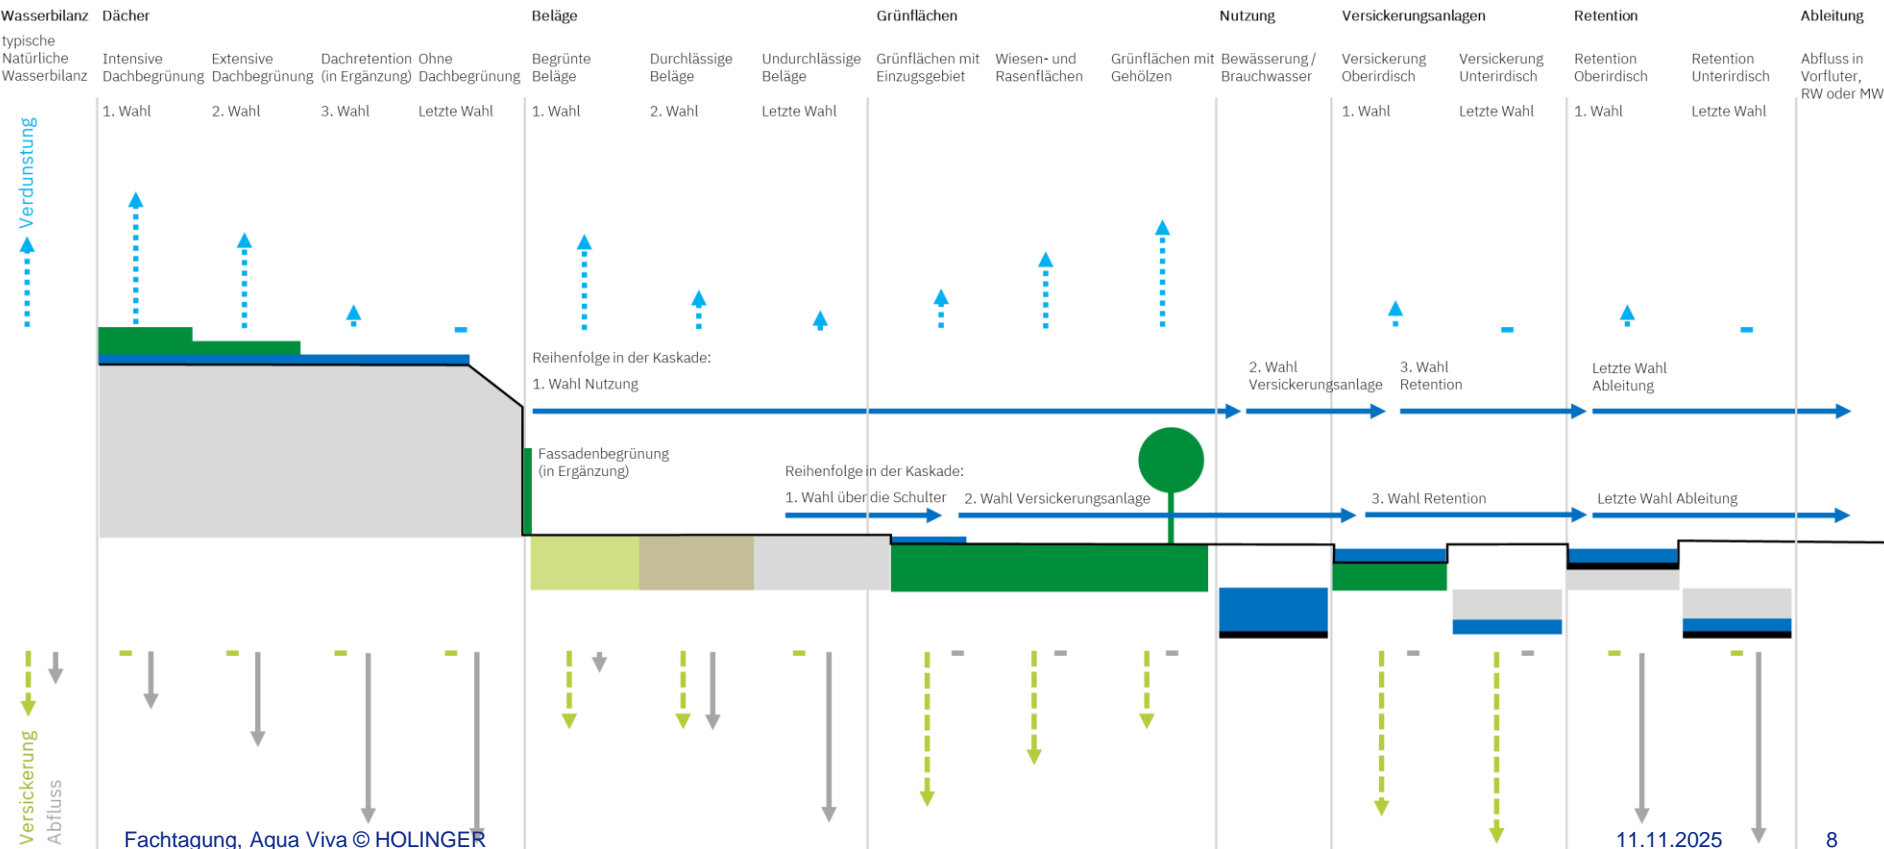 Wasserbilanz Dächer Beläge Grünflächen Nutzung Versickerungsanlagen Retention Ableitung
typische
Natürliche
Wasserbilanz
Intensive
Dachbegrünung
Extensive
Dachbegrünung
Dachretention
(in Ergänzung)
Ohne
Dachbegrünung
Begrünte
Beläge
Durchlässige
Beläge
Undurchlässige
Beläge
Grünflächen mit
Einzugsgebiet
Wiesen- und
Rasenflächen
Grünflächen mit
Gehölzen
Bewässerung /
Brauchwasser
Versickerung
Oberirdisch
Versickerung
Unterirdisch
Retention
Oberirdisch
Retention
Unterirdisch
Abfluss in
Vorfluter,
RW oder MW
1. Wahl 2. Wahl 3. Wahl Letzte Wahl 1. Wahl 2. Wahl Letzte Wahl 1. Wahl Letzte Wahl 1. Wahl Letzte Wahl
Verdunstung
Reihenfolge in der Kaskade:
1. Wahl Nutzung
2. Wahl
Versickerungsanlage
3. Wahl
Retention
Letzte Wahl
Ableitung
Fassadenbegrünung
(in Ergänzung)
Reihenfolge in der Kaskade:
1. Wahl über die Schulter 2. Wahl Versickerungsanlage 3. Wahl Retention Letzte Wahl Ableitung
Versickerung
Abfluss
Fachtagung, Aqua Viva © HOLINGER 11.11.2025 8